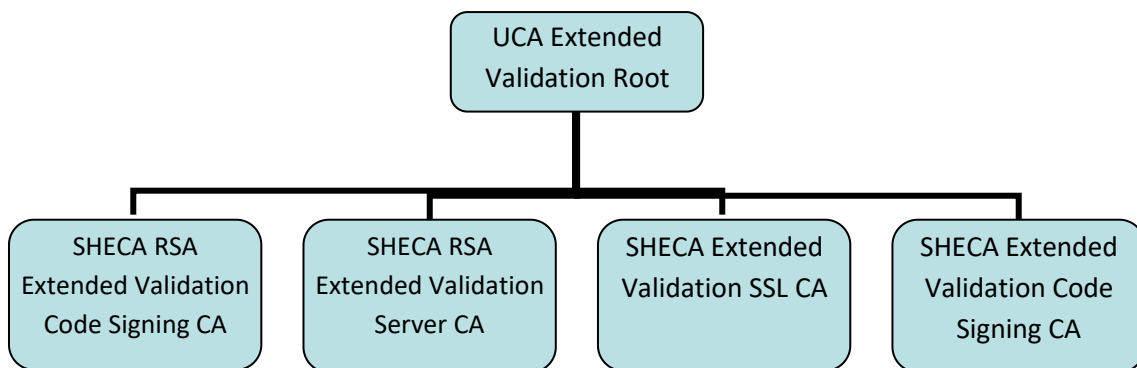 UCA Extended
Validation Root
SHECA RSA
Extended Validation
Code Signing CA
SHECA RSA
Extended Validation
Server CA
SHECA Extended
Validation SSL CA
SHECA Extended
Validation Code
Signing CA